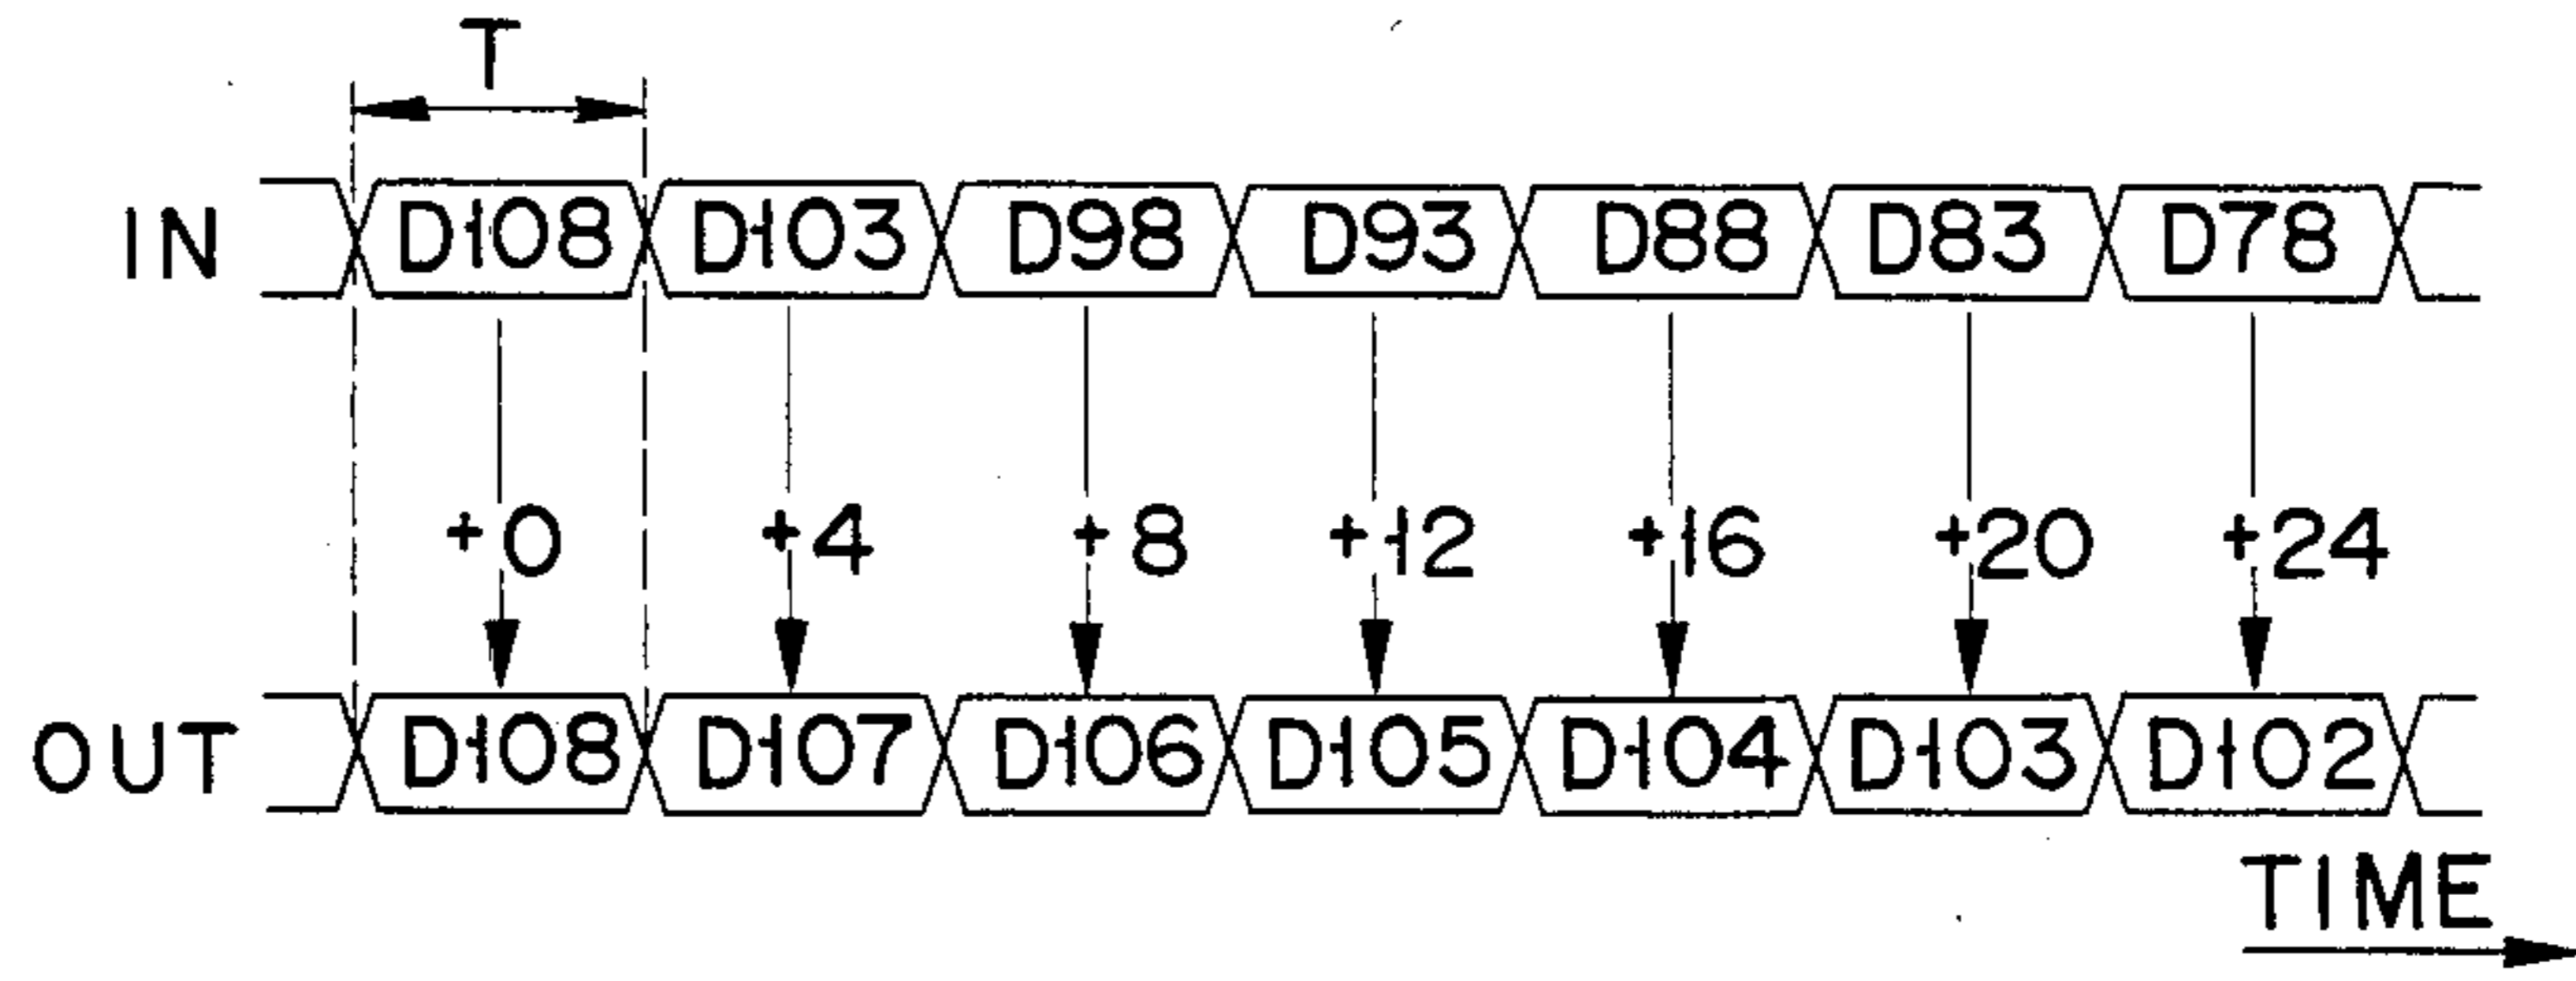 T
IN D108 D103 D98 D93 D88 D83 D78
+0 +4 +8 +12 +16 +20 +24
OUT D108 D107 D106 D105 D104 D103 D102
TIME